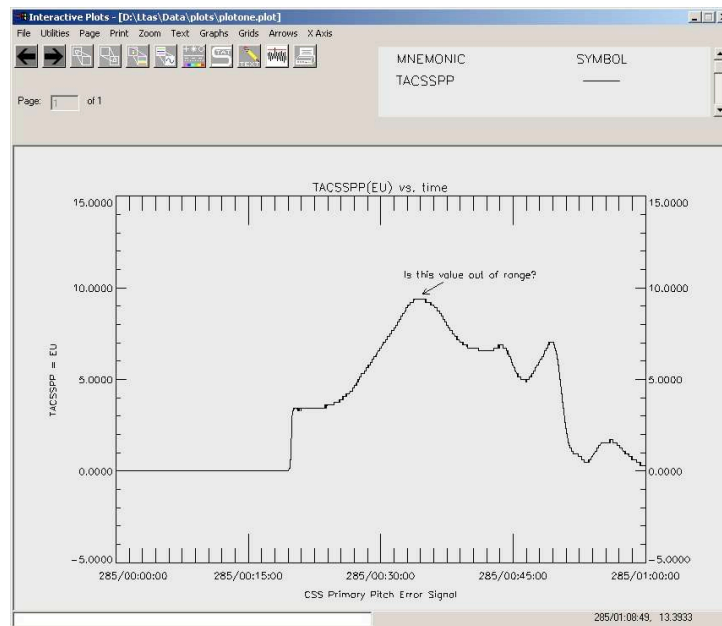 Interactive Plots - [D:\Ltas\Data\plots\plotone.plot]
File Utilities Page Print Zoom Text Graphs Grids Arrows X Axis
MNEMONIC SYMBOL
TACSSPP
Page: 1 of 1
TACSSPP(EU) vs. time
15.0000 15.0000
Is this value out of range?
10.0000 10.0000
5.0000 5.0000
TACSSPP = EU
0.0000 0.0000
-5.0000 -5.0000
285/00:00:00 285/00:15:00 285/00:30:00 285/00:45:00 285/01:00:00
CSS Primary Pitch Error Signal
285/01:08:49, 13.3933